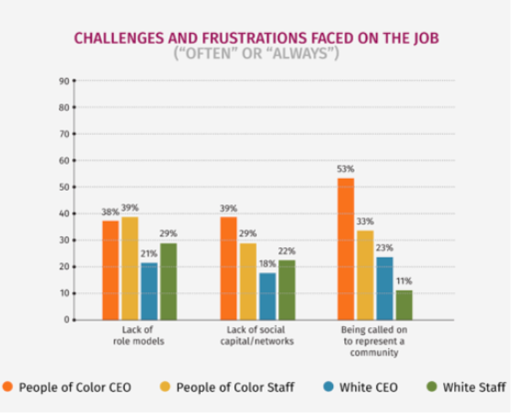 CHALLENGES AND FRUSTRATIONS FACED ON THE JOB
("OFTEN" OR "ALWAYS")
90
80
70
60
50
40
30
20
10
0
38% 39% 21% 29%
39% 29% 18% 22%
53% 33% 23% 11%
Lack of
role models
Lack of social
capital/networks
Being called on
to represent a
community
People of Color CEO People of Color Staff White CEO White Staff